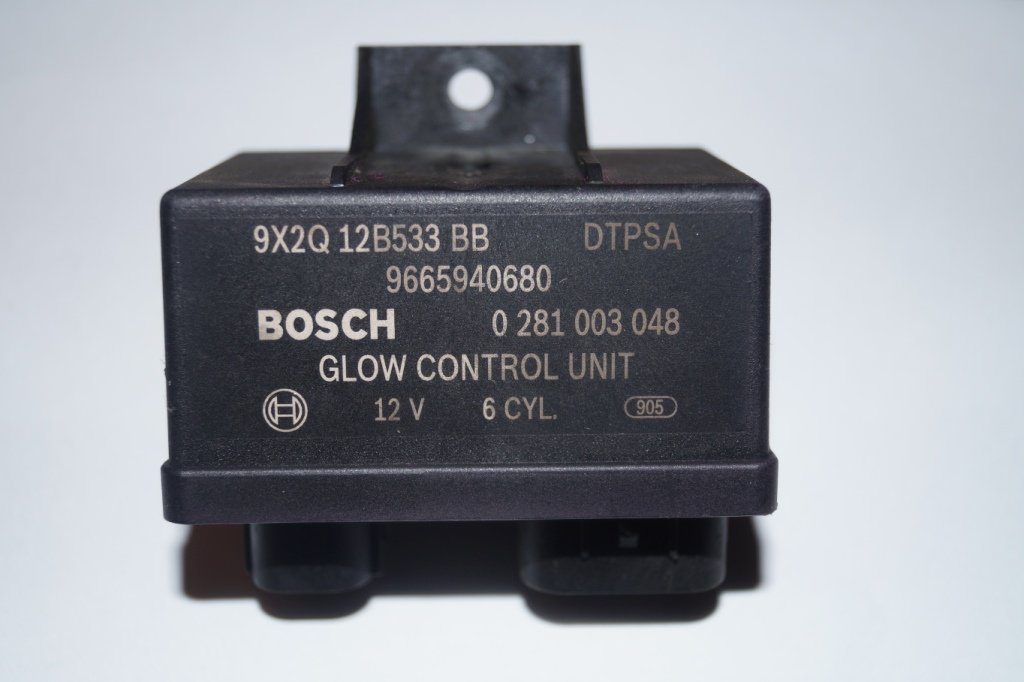 9X2Q 12B533 BB DTPSA
9665940680
BOSCH 0 281 003 048
GLOW CONTROL UNIT
12 V 6 CYL. 905